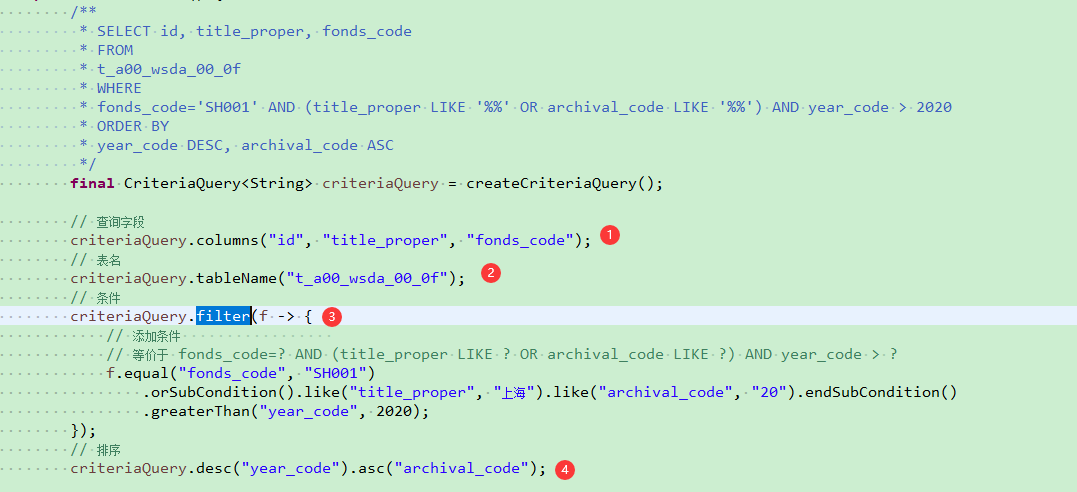 /**
* SELECT id, title_proper, fonds_code
* FROM
* t_a00_wsda_00_0f
* WHERE
* fonds_code='SH001' AND (title_proper LIKE '%%' OR archival_code LIKE '%%') AND year_code > 2020
* ORDER BY
* year_code DESC, archival_code ASC
*/
final CriteriaQuery<String> criteriaQuery = createCriteriaQuery();
// 查询字段
criteriaQuery.columns("id", "title_proper", "fonds_code"); 1
// 表名
criteriaQuery.tableName("t_a00_wsda_00_0f"); 2
// 条件
criteriaQuery.filter(f -> { 3
// 添加条件
// 等价于 fonds_code=? AND (title_proper LIKE ? OR archival_code LIKE ?) AND year_code > ?
f.equal("fonds_code", "SH001")
.orSubCondition().like("title_proper", "上海").like("archival_code", "20").endSubCondition()
.greaterThan("year_code", 2020);
});
// 排序
criteriaQuery.desc("year_code").asc("archival_code"); 4